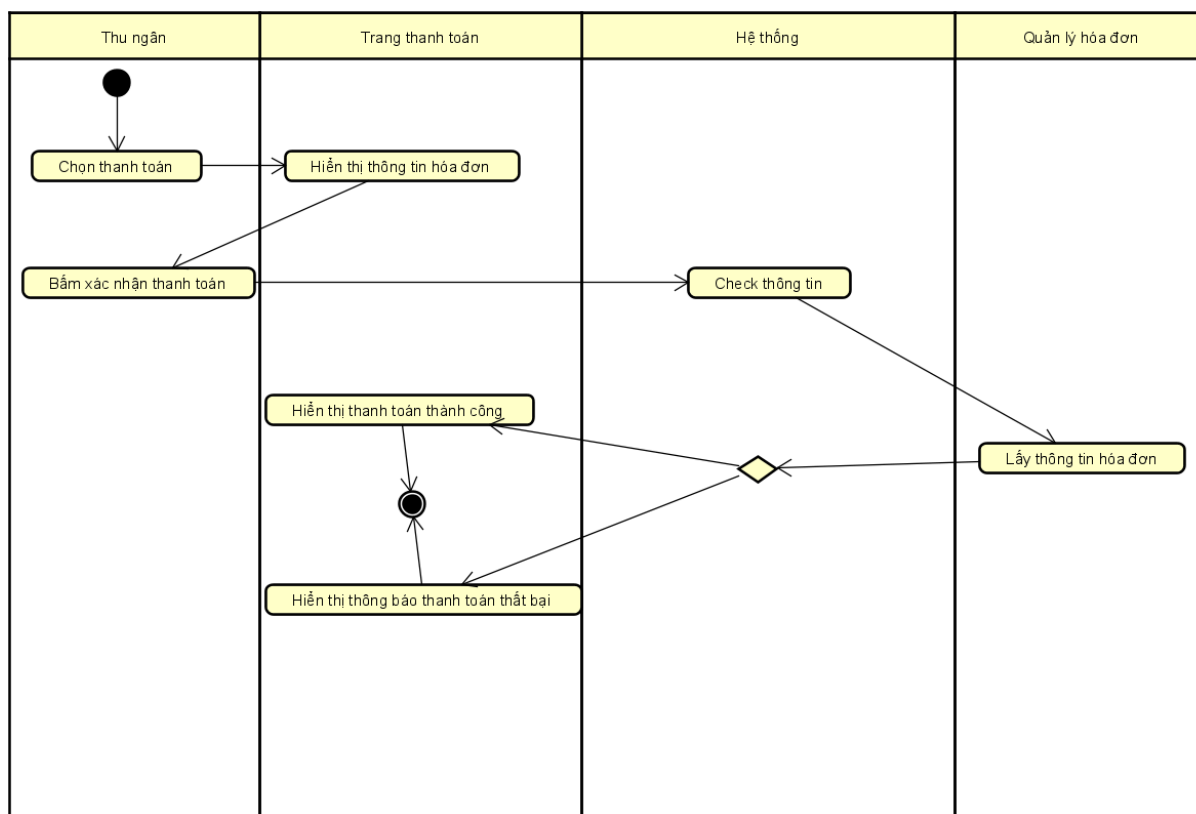 Thu ngân
Trang thanh toán
Hệ thống
Quản lý hóa đơn
Chọn thanh toán
Hiển thị thông tin hóa đơn
Bấm xác nhận thanh toán
Check thông tin
Hiển thị thanh toán thành công
Lấy thông tin hóa đơn
Hiển thị thông báo thanh toán thất bại